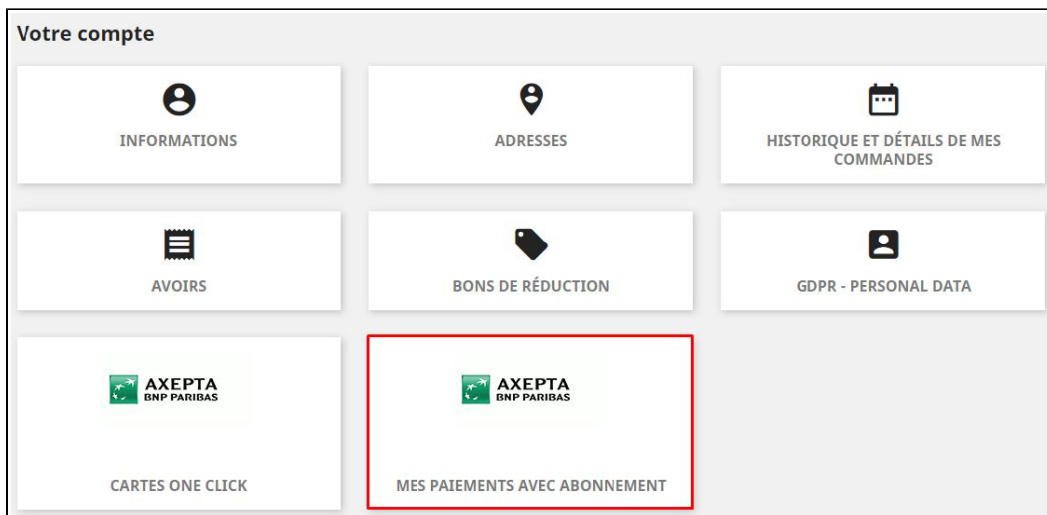 Votre compte
INFORMATIONS
ADRESSES
HISTORIQUE ET DÉTAILS DE MES
COMMANDES
AVOIRS
BONS DE RÉDUCTION
GDPR - PERSONAL DATA
AXEPTA
BNP PARIBAS
CARTES ONE CLICK
AXEPTA
BNP PARIBAS
MES PAIEMENTS AVEC ABONNEMENT